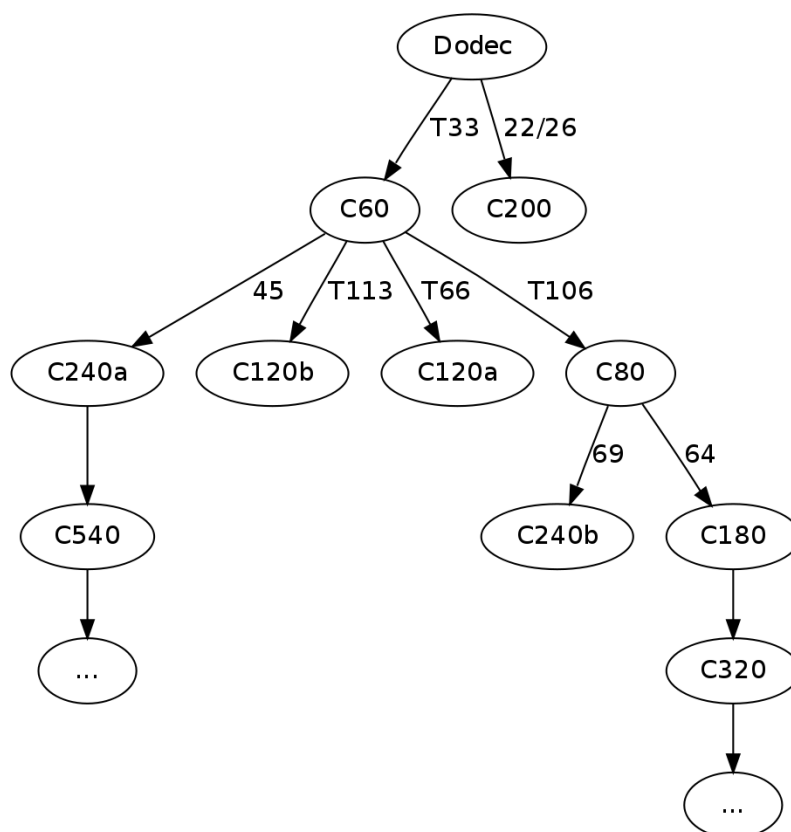 Dodec
T33
22/26
C60
C200
45
T113
T66
T106
C240a
C120b
C120a
C80
69
64
C540
C240b
C180
...
C320
...